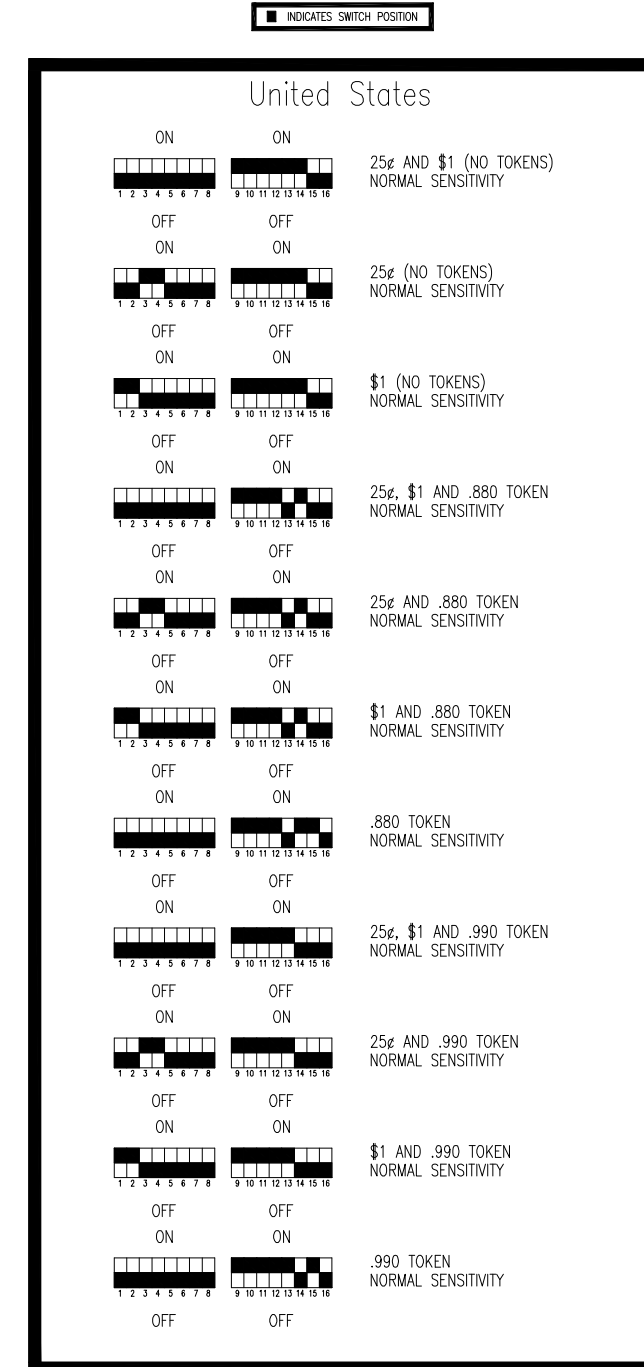 INDICATES SWITCH POSITION
United States
ON ON
25¢ AND $1 (NO TOKENS)
NORMAL SENSITIVITY
1 2 3 4 5 6 7 8 9 10 11 12 13 14 15 16
OFF OFF
ON ON
25¢ (NO TOKENS)
NORMAL SENSITIVITY
1 2 3 4 5 6 7 8 9 10 11 12 13 14 15 16
OFF OFF
ON ON
$1 (NO TOKENS)
NORMAL SENSITIVITY
1 2 3 4 5 6 7 8 9 10 11 12 13 14 15 16
OFF OFF
ON ON
25¢, $1 AND .880 TOKEN
NORMAL SENSITIVITY
1 2 3 4 5 6 7 8 9 10 11 12 13 14 15 16
OFF OFF
ON ON
25¢ AND .880 TOKEN
NORMAL SENSITIVITY
1 2 3 4 5 6 7 8 9 10 11 12 13 14 15 16
OFF OFF
ON ON
$1 AND .880 TOKEN
NORMAL SENSITIVITY
1 2 3 4 5 6 7 8 9 10 11 12 13 14 15 16
OFF OFF
ON ON
.880 TOKEN
NORMAL SENSITIVITY
1 2 3 4 5 6 7 8 9 10 11 12 13 14 15 16
OFF OFF
ON ON
25¢, $1 AND .990 TOKEN
NORMAL SENSITIVITY
1 2 3 4 5 6 7 8 9 10 11 12 13 14 15 16
OFF OFF
ON ON
25¢ AND .990 TOKEN
NORMAL SENSITIVITY
1 2 3 4 5 6 7 8 9 10 11 12 13 14 15 16
OFF OFF
ON ON
$1 AND .990 TOKEN
NORMAL SENSITIVITY
1 2 3 4 5 6 7 8 9 10 11 12 13 14 15 16
OFF OFF
ON ON
.990 TOKEN
NORMAL SENSITIVITY
1 2 3 4 5 6 7 8 9 10 11 12 13 14 15 16
OFF OFF